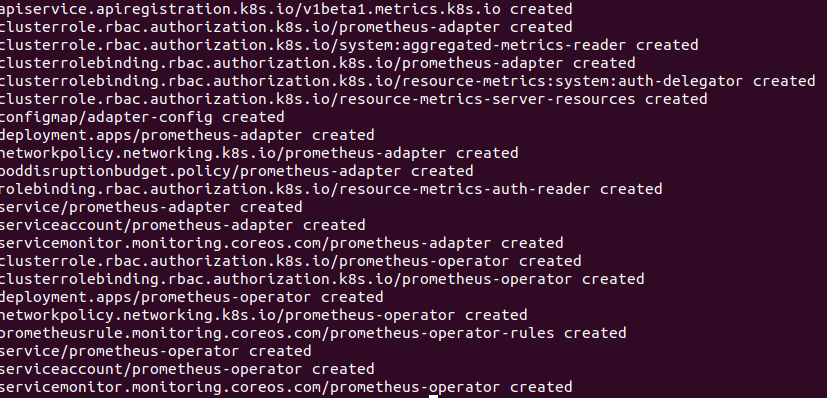 apiservice.apiregistration.k8s.io/v1beta1.metrics.k8s.io created
clusterrole.rbac.authorization.k8s.io/prometheus-adapter created
clusterrole.rbac.authorization.k8s.io/system:aggregated-metrics-reader created
clusterrolebinding.rbac.authorization.k8s.io/prometheus-adapter created
clusterrolebinding.rbac.authorization.k8s.io/resource-metrics:system:auth-delegator created
clusterrole.rbac.authorization.k8s.io/resource-metrics-server-resources created
configmap/adapter-config created
deployment.apps/prometheus-adapter created
networkpolicy.networking.k8s.io/prometheus-adapter created
poddisruptionbudget.policy/prometheus-adapter created
rolebinding.rbac.authorization.k8s.io/resource-metrics-auth-reader created
service/prometheus-adapter created
serviceaccount/prometheus-adapter created
servicemonitor.monitoring.coreos.com/prometheus-adapter created
clusterrole.rbac.authorization.k8s.io/prometheus-operator created
clusterrolebinding.rbac.authorization.k8s.io/prometheus-operator created
deployment.apps/prometheus-operator created
networkpolicy.networking.k8s.io/prometheus-operator created
prometheusrule.monitoring.coreos.com/prometheus-operator-rules created
service/prometheus-operator created
serviceaccount/prometheus-operator created
servicemonitor.monitoring.coreos.com/prometheus-operator created